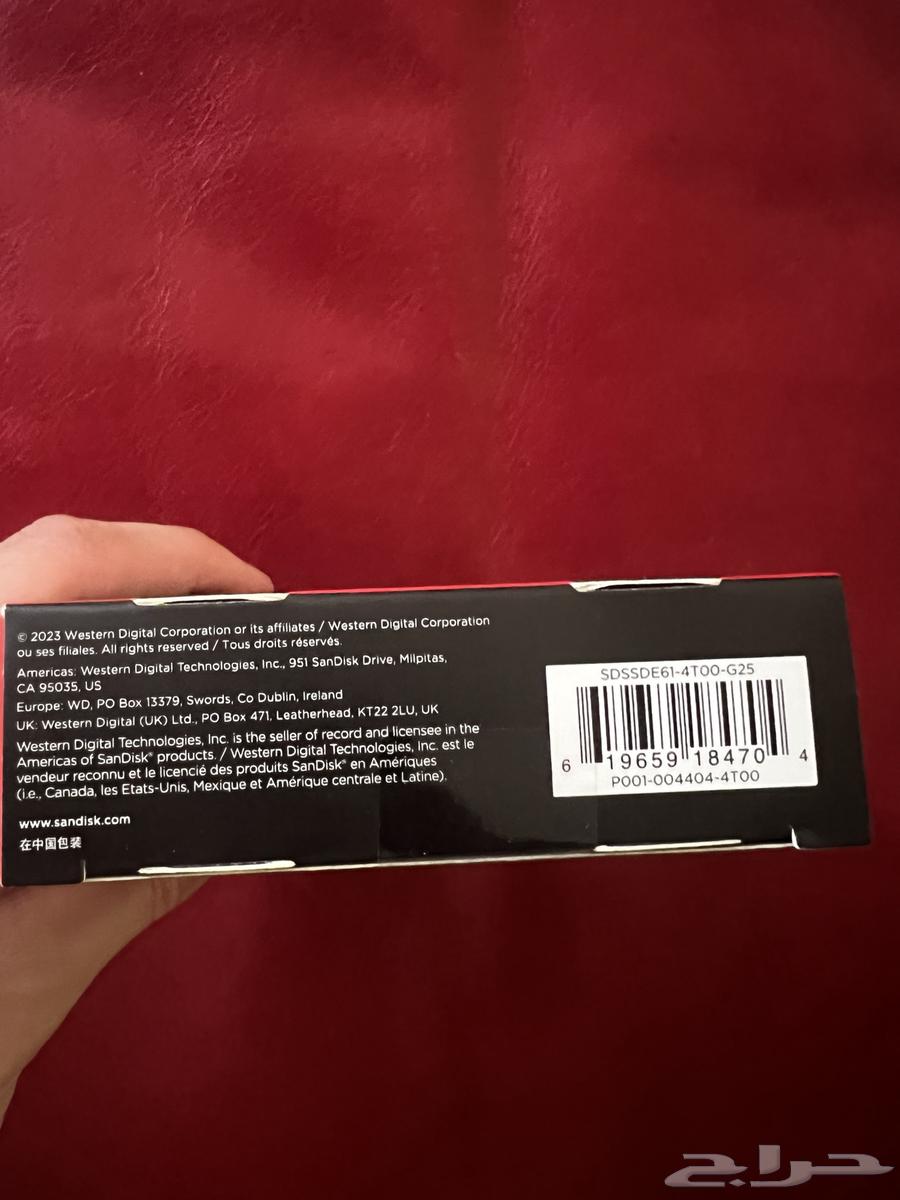 © 2023 Western Digital Corporation or its affiliates / Western Digital Corporation
ou ses filiales. All rights reserved / Tous droits réservés.
Americas: Western Digital Technologies, Inc., 951 SanDisk Drive, Milpitas,
CA 95035, US
Europe: WD, PO Box 13379, Swords, Co Dublin, Ireland
UK: Western Digital (UK) Ltd., PO Box 471, Leatherhead, KT22 2LU, UK
Western Digital Technologies, Inc. is the seller of record and licensee in the
Americas of SanDisk® products. / Western Digital Technologies, Inc. est le
vendeur reconnu et le licencié des produits SanDisk® en Amériques
(i.e., Canada, les Etats-Unis, Mexique et Amérique centrale et Latine).
www.sandisk.com
在中国包装
SDSSDE61-4T00-G25
6 19659 18470 4
P001-004404-4T00
حراج